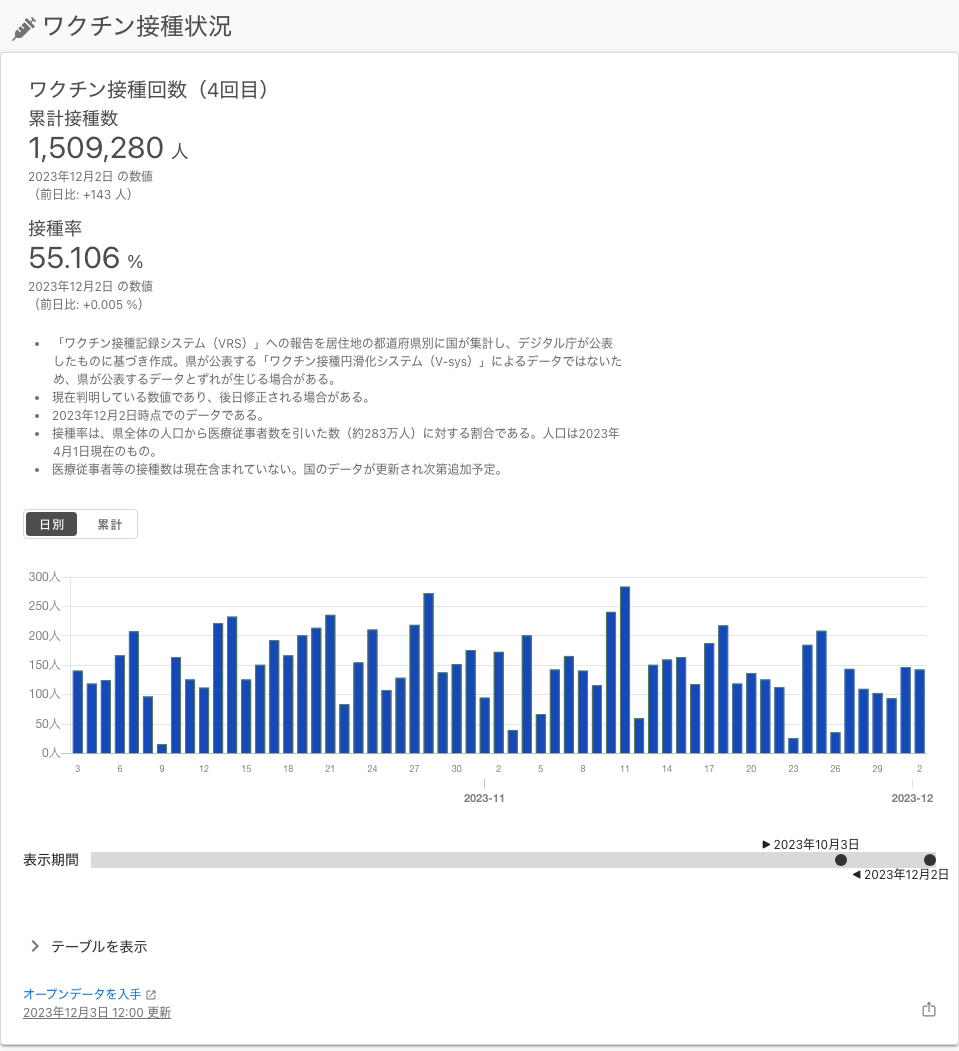 ワクチン接種状況
ワクチン接種回数（4回目）
累計接種数
1,509,280 人
2023年12月2日 の数値
（前日比: +143 人）
接種率
55.106 %
2023年12月2日 の数値
（前日比: +0.005 %）
• 「ワクチン接種記録システム（VRS）」への報告を居住地の都道府県別に国が集計し、デジタル庁が公表
したものに基づき作成。県が公表する「ワクチン接種円滑化システム（V-sys）」によるデータではないた
め、県が公表するデータとずれが生じる場合がある。
• 現在判明している数値であり、後日修正される場合がある。
• 2023年12月2日時点でのデータである。
• 接種率は、県全体の人口から医療従事者数を引いた数（約283万人）に対する割合である。人口は2023年
4月1日現在のもの。
• 医療従事者等の接種数は現在含まれていない。国のデータが更新され次第追加予定。
日別 累計
300人
250人
200人
150人
100人
50人
0人
3 6 9 12 15 18 21 24 27 30 2 5 8 11 14 17 20 23 26 29 2
2023-11 2023-12
2023年10月3日
表示期間
2023年12月2日
テーブルを表示
オープンデータを入手
2023年12月3日 12:00 更新